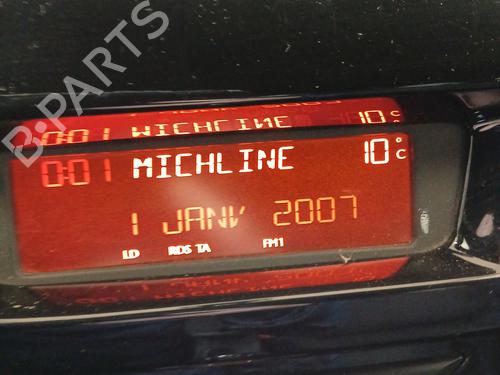 B-PARTS
0:01 MICHLINE 10°C
1 JANV 2007
LD RDS TA FM1